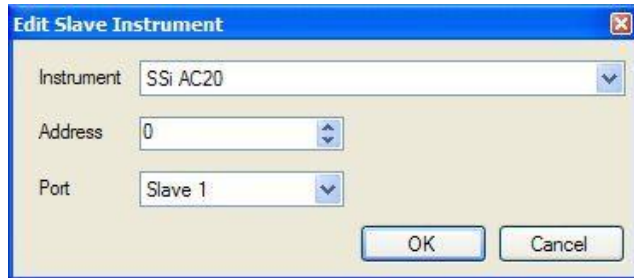 Edit Slave Instrument
Instrument SSi AC20
Address 0
Port Slave 1
OK Cancel